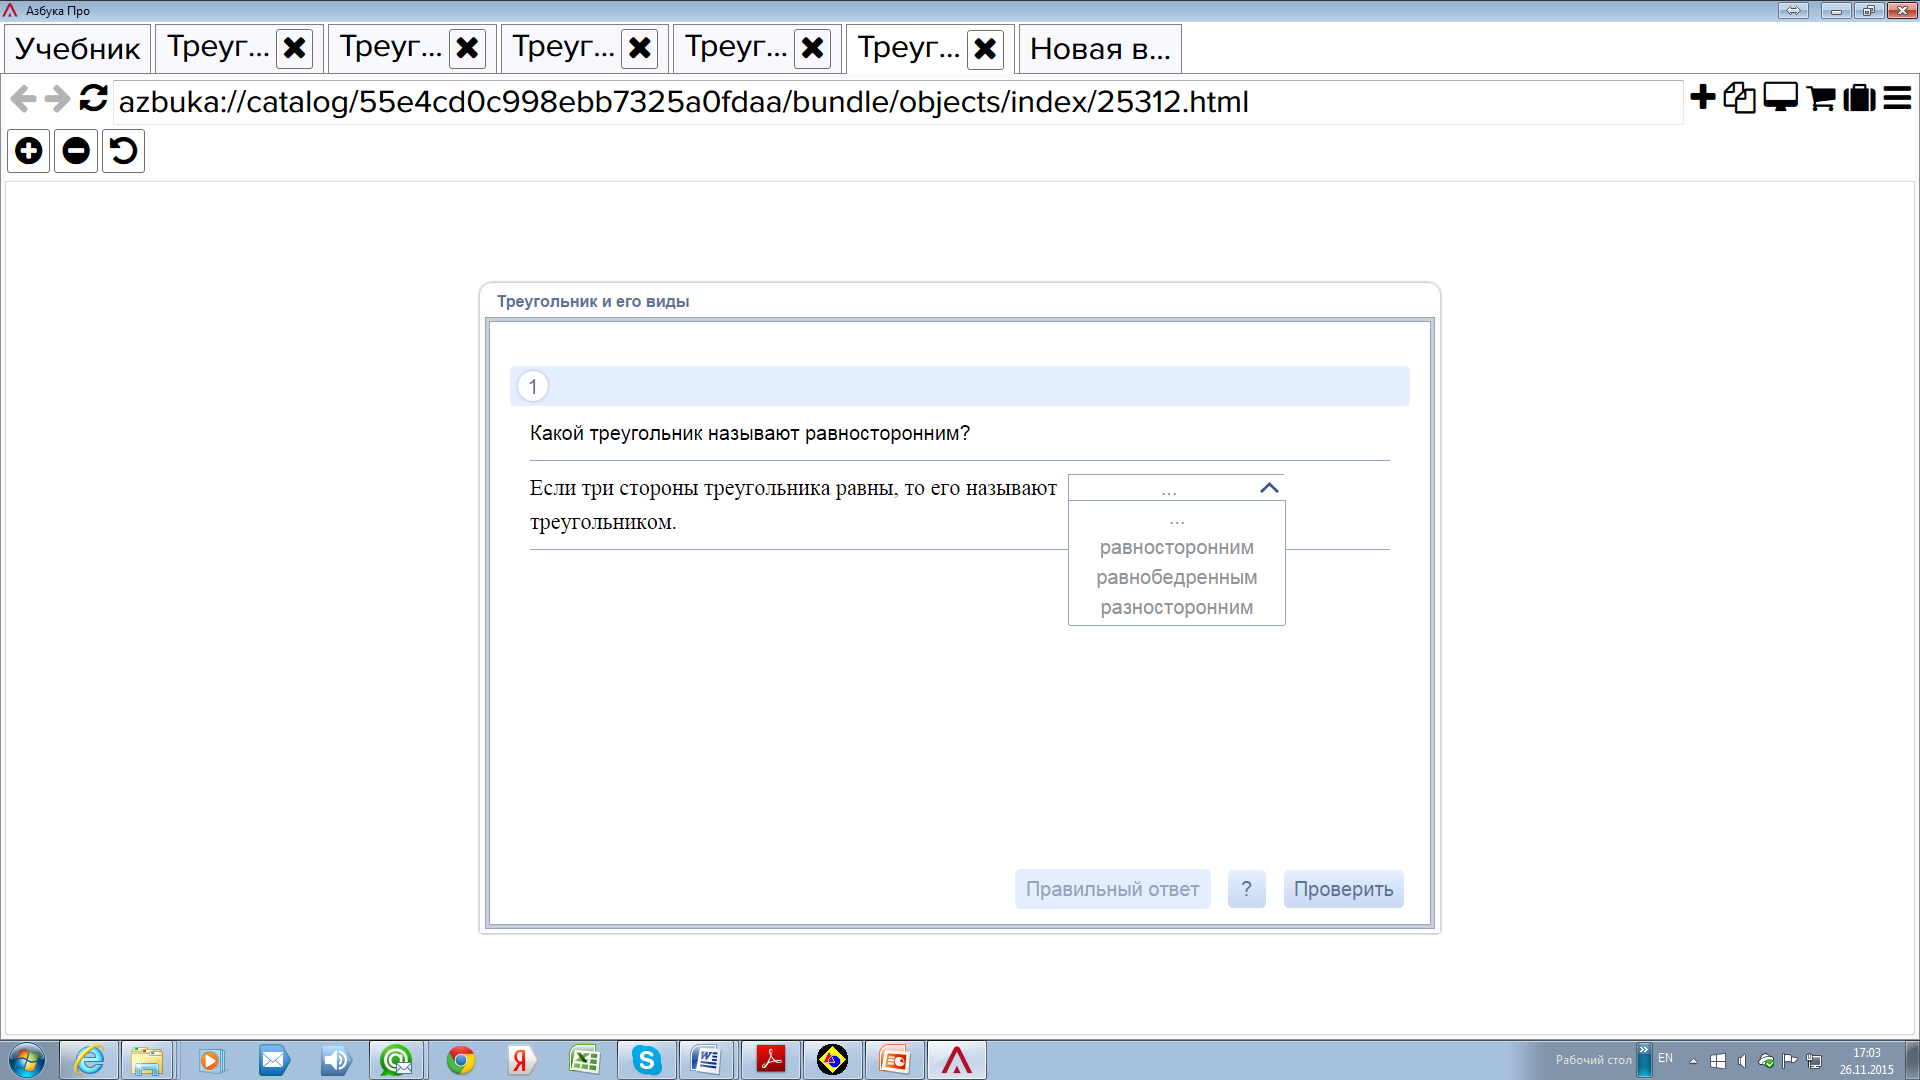 Азбука Про
Учебник
Треуг...
Треуг...
Треуг...
Треуг...
Треуг...
Новая в...
azbuka://catalog/55e4cd0c998ebb7325a0fdaa/bundle/objects/index/25312.html
Треугольник и его виды
1
Какой треугольник называют равносторонним?
Если три стороны треугольника равны, то его называют ...
треугольником.
...
равносторонним
равнобедренным
разносторонним
Правильный ответ ? Проверить
Рабочий стол » EN 17:03
26.11.2015